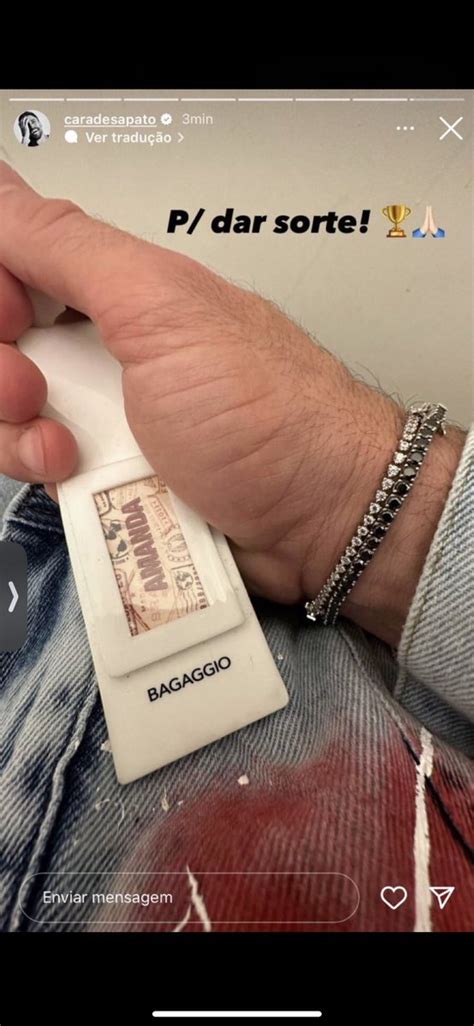 caradesapato 3min
Ver tradução >
P/ dar sorte! 🏆🙏🏻
AMANDA
BAGAGGIO
Enviar mensagem